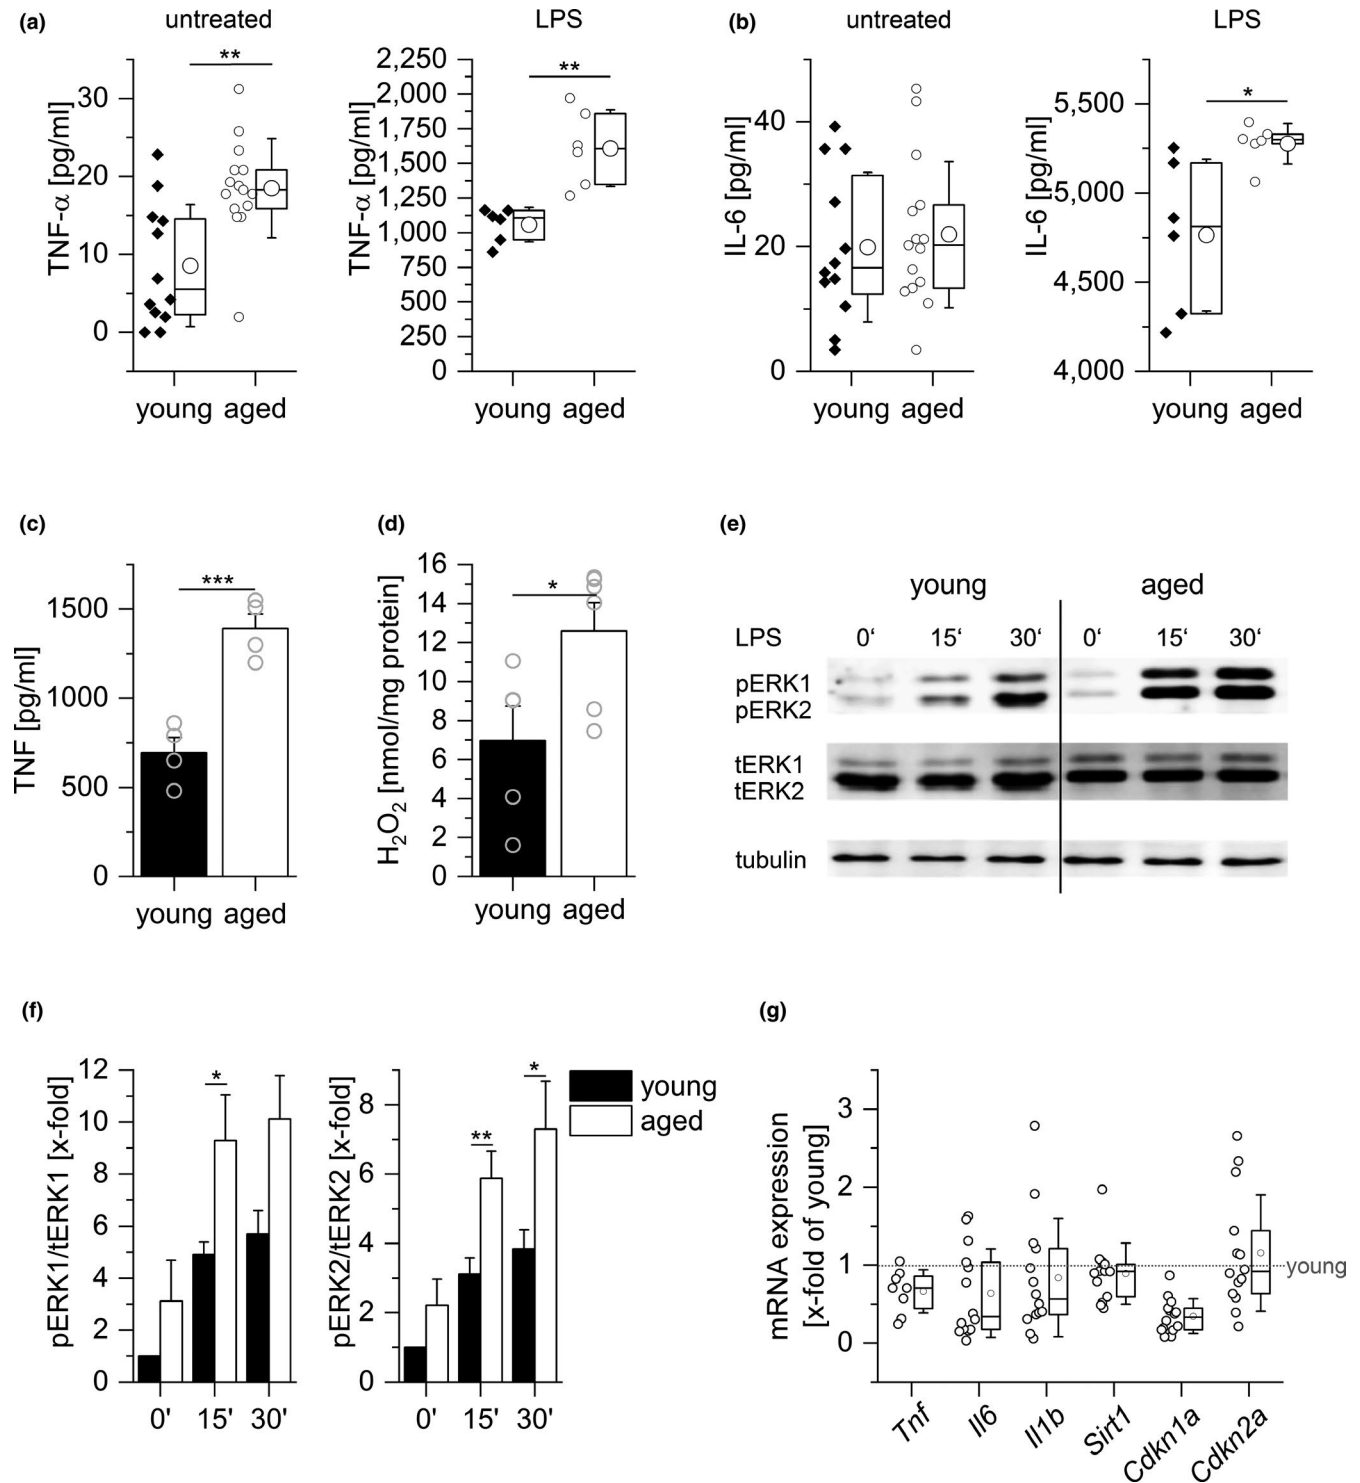 (a)
untreated
LPS
TNF-α [pg/ml]
30
20
10
0
**
young aged
TNF-α [pg/ml]
2,250
2,000
1,750
1,500
1,250
1,000
750
500
250
0
**
young aged
(b)
LPS
IL-6 [pg/ml]
40
20
0
young aged
IL-6 [pg/ml]
5,500
5,000
4,500
4,000
*
young aged
(c)
TNF [pg/ml]
1500
1000
500
0
***
young aged
(d)
H2O2 [nmol/mg protein]
16
14
12
10
8
6
4
2
0
*
young aged
(e)
young aged
LPS 0‘ 15‘ 30‘ 0‘ 15‘ 30‘
pERK1
pERK2
tERK1
tERK2
tubulin
(f)
pERK1/tERK1 [x-fold]
12
10
8
6
4
2
0
*
0' 15' 30'
pERK2/tERK2 [x-fold]
8
6
4
2
0
**
*
0' 15' 30'
young
aged
(g)
mRNA expression
[x-fold of young]
3
2
1
0
young
Tnf
Il6
Il1b
Sirt1
Cdkn1a
Cdkn2a